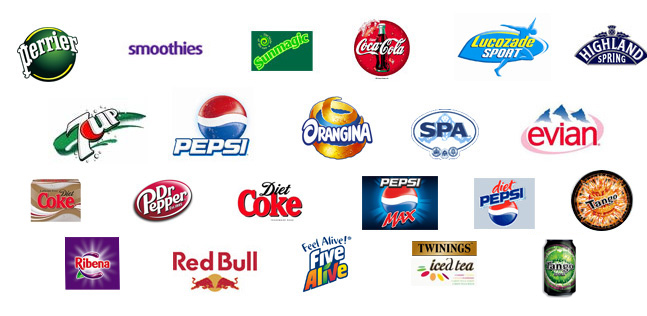 perrier
smoothies
Sunmagic
Coca-Cola
LUCOZADE
SPORT
HIGHLAND
SPRING
7UP
PEPSI
ORANGINA
SPA
evian
Diet
Coke
Dr
Pepper
Diet
Coke
PEPSI
MAX
diet
PEPSI
Tango
Ribena
Red Bull
Feel Alive!®
Five
Alive
TWININGS
iced tea
Tango